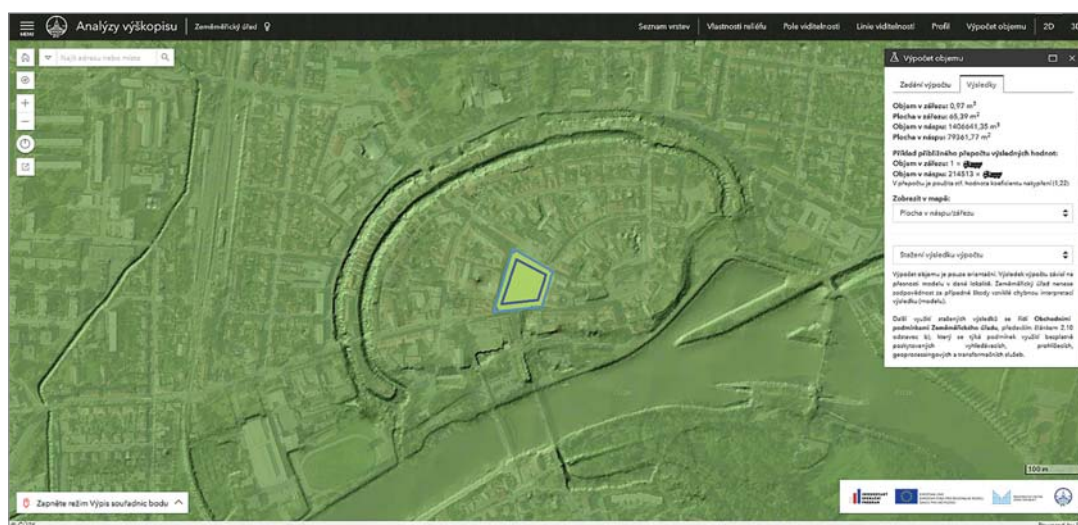 MENU
Analýzy výškopisu
Zeměměřický úřad
Seznam vrstev
Vlastnosti reliéfu
Pole viditelnosti
Linie viditelnosti
Profil
Výpočet objemu
2D
3D
Najít adresu nebo místo
Výpočet objemu
Zadání výpočtu
Výsledky
Objem v zářezu: 0,97 m³
Plocha v zářezu: 65,39 m²
Objem v náspu: 1406641,35 m³
Plocha v náspu: 79361,77 m²
Příklad přibližného přepočtu výsledných hodnot:
Objem v zářezu: 1 ×
Objem v náspu: 214513 ×
V přepočtu je použita stř. hodnota koeficientu nakypření (1,22)
Zobrazit v mapě:
Plocha v náspu/zářezu
Stažení výsledku výpočtu
Výpočet objemu je pouze orientační. Výsledek výpočtu závisí na
přesnosti modelu v dané lokalitě. Zeměměřický úřad nenese
zodpovědnost za případné škody vzniklé chybnou interpretací
výsledku (modelu).
Další využití stažených výsledků se řídí Obchodními
podmínkami Zeměměřického úřadu, především článkem 2.10
odstavec b), který se týká podmínek využití bezplatně
poskytovaných vyhledávacích, prohlížecích,
geoprocessingových a transformačních služeb.
100 m
Zapněte režim Výpis souřadnic bodu